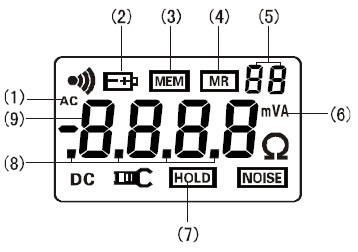 (2) (3) (4) (5)
MEM MR 88
(1) AC
(9) -8.8.8.8 mVA (6)
Ω
(8)
DC HOLD NOISE
(7)